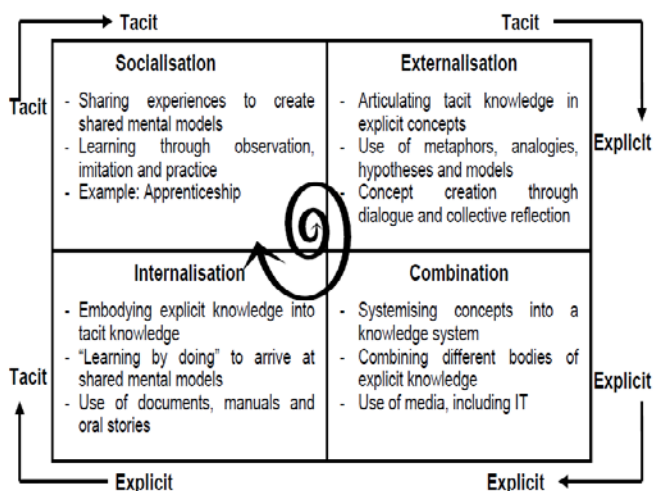 Tacit
Tacit
Tacit
Socialisation
- Sharing experiences to create
shared mental models
- Learning through observation,
imitation and practice
- Example: Apprenticeship
Externalisation
- Articulating tacit knowledge in
explicit concepts
- Use of metaphors, analogies,
hypotheses and models
- Concept creation through
dialogue and collective reflection
Explicit
Internalisation
- Embodying explicit knowledge into
tacit knowledge
- “Learning by doing” to arrive at
shared mental models
- Use of documents, manuals and
oral stories
Combination
- Systemising concepts into a
knowledge system
- Combining different bodies of
explicit knowledge
- Use of media, including IT
Tacit
Explicit
Explicit
Explicit